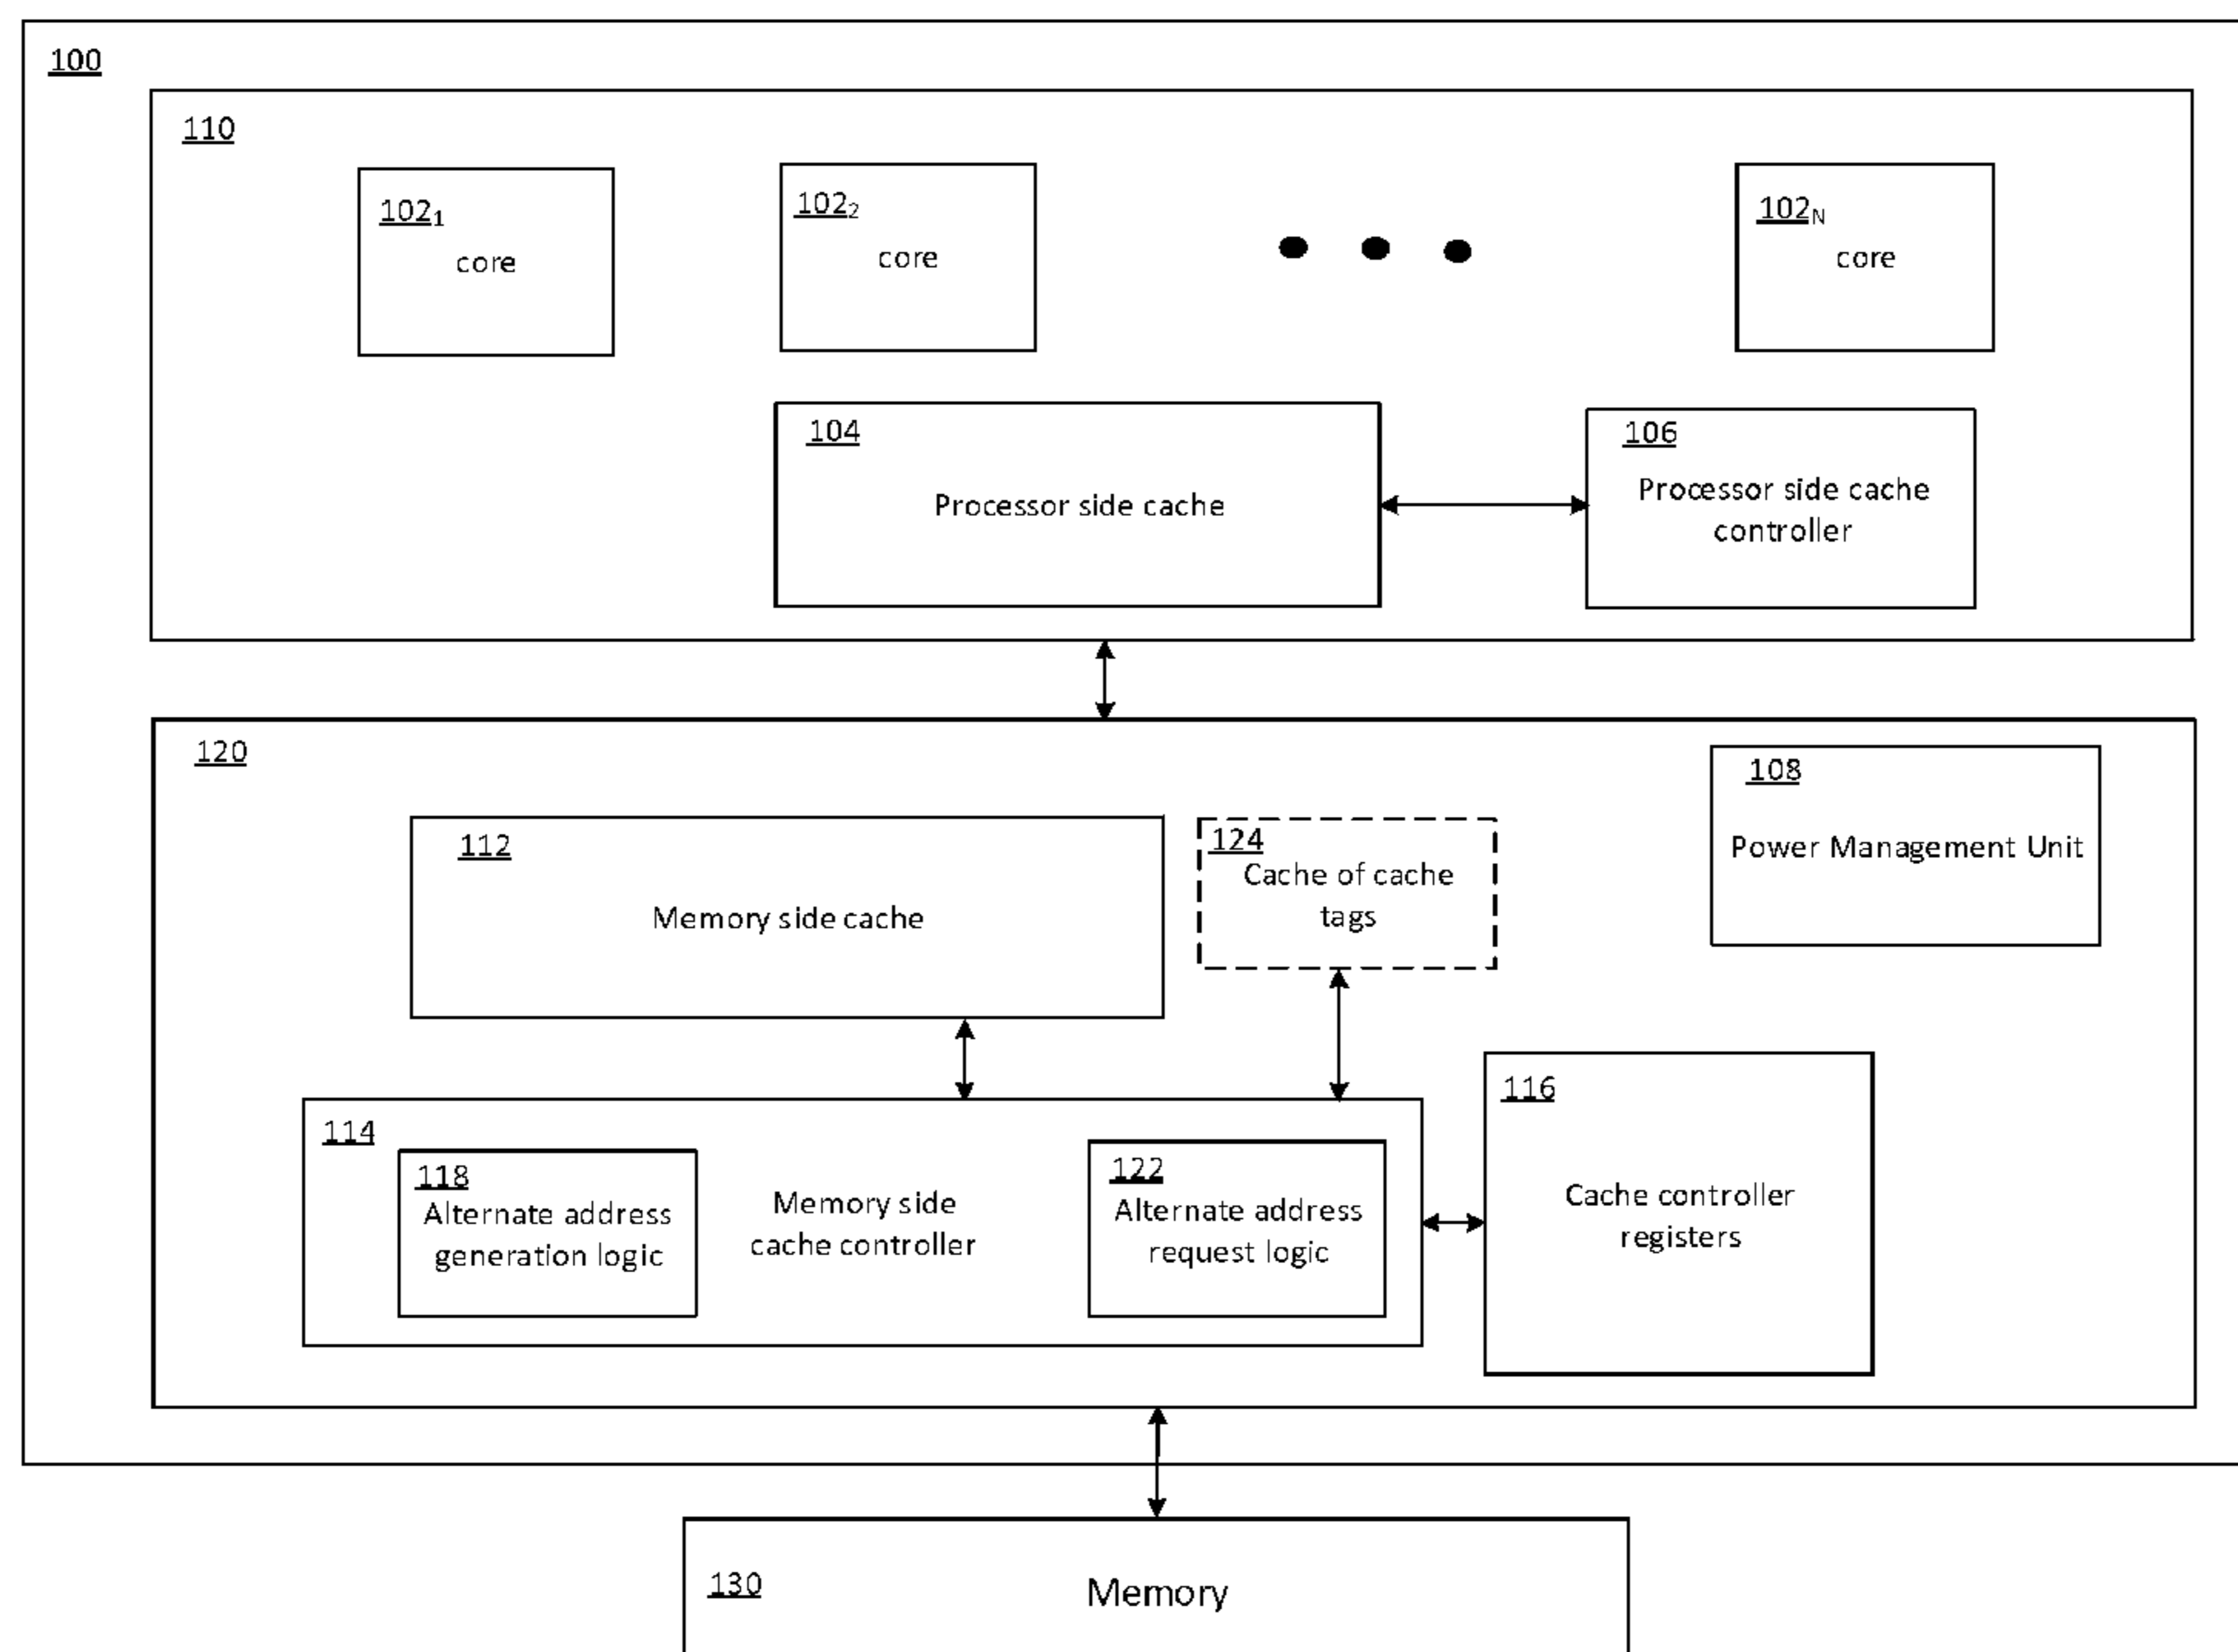 100
110
102₁
core
102₂
core
102N
core
104
Processor side cache
106
Processor side cache
controller
120
108
Power Management Unit
112
Memory side cache
124
Cache of cache
tags
114
118
Alternate address
generation logic
Memory side
cache controller
122
Alternate address
request logic
116
Cache controller
registers
130
Memory